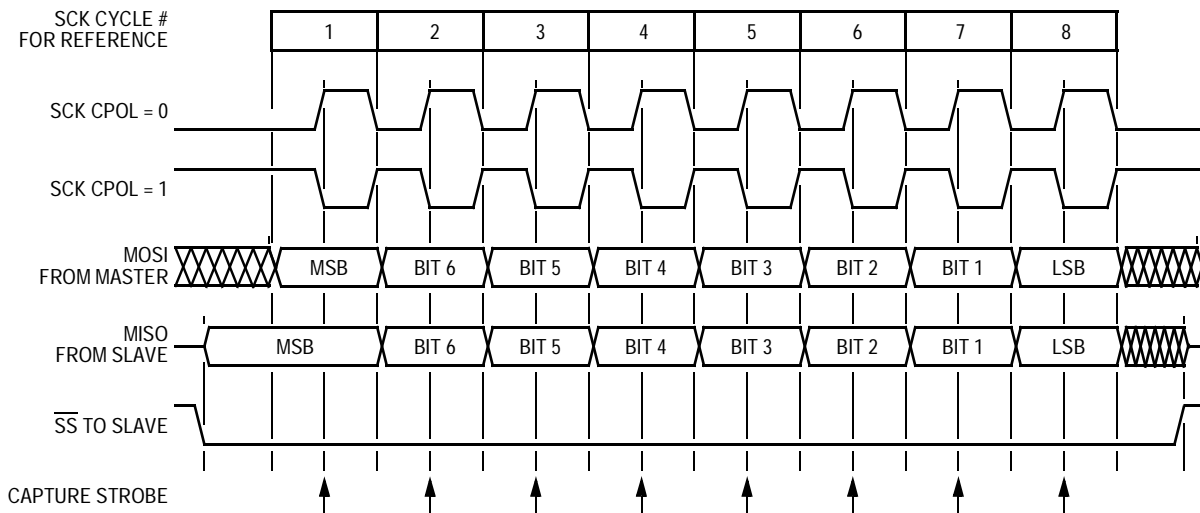 SCK CYCLE #
FOR REFERENCE
1 2 3 4 5 6 7 8
SCK CPOL = 0
SCK CPOL = 1
MOSI
FROM MASTER
MSB BIT 6 BIT 5 BIT 4 BIT 3 BIT 2 BIT 1 LSB
MISO
FROM SLAVE
MSB BIT 6 BIT 5 BIT 4 BIT 3 BIT 2 BIT 1 LSB
SS TO SLAVE
CAPTURE STROBE